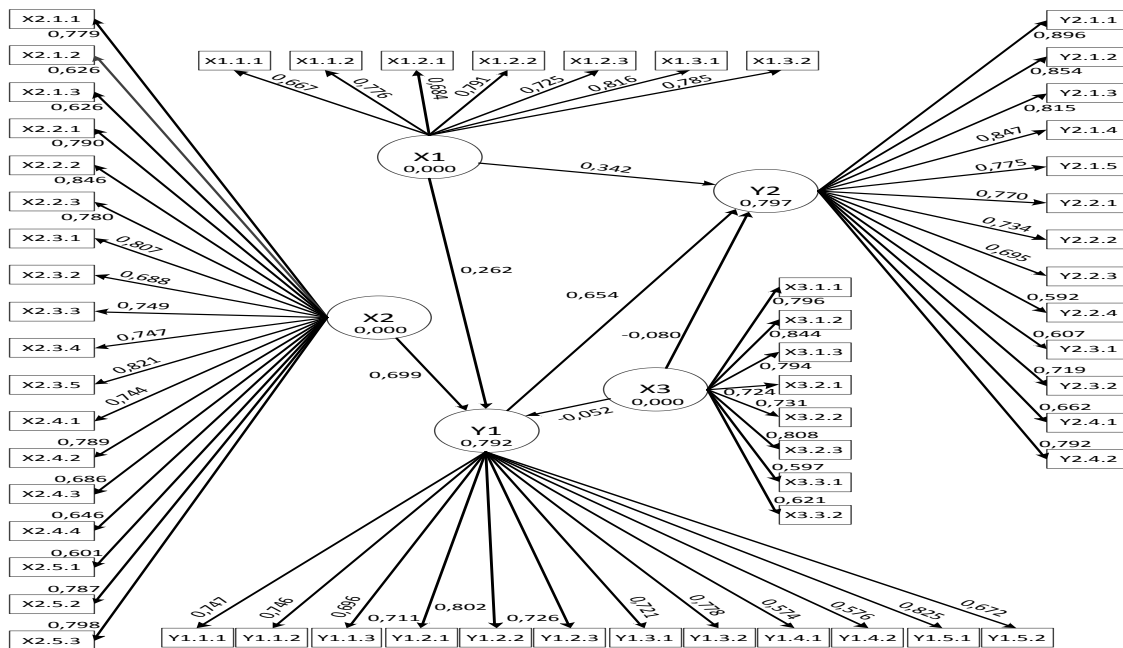 X2.1.1
0,779
X2.1.2
0,626
X2.1.3
0,626
X2.2.1
0,790
X2.2.2
0,846
X2.2.3
0,780
X2.3.1
0,807
X2.3.2
0,688
X2.3.3
0,749
X2.3.4
0,747
X2.3.5
0,821
X2.4.1
0,744
X2.4.2
0,789
X2.4.3
0,686
X2.4.4
0,646
X2.5.1
0,601
X2.5.2
0,787
X2.5.3
0,798
X1.1.1
X1.1.2
X1.2.1
X1.2.2
X1.2.3
X1.3.1
X1.3.2
0,667
0,776
0,684
0,791
0,725
0,816
0,785
X1
0,000
0,342
0,262
X2
0,000
0,699
Y2
0,797
0,654
-0,080
X3
0,000
-0,052
Y1
0,792
X3.1.1
0,796
X3.1.2
0,844
X3.1.3
0,794
X3.2.1
0,724
0,731
X3.2.2
0,808
X3.2.3
0,597
X3.3.1
0,621
X3.3.2
Y2.1.1
0,896
Y2.1.2
0,854
Y2.1.3
0,815
Y2.1.4
0,847
Y2.1.5
0,775
Y2.2.1
0,770
Y2.2.2
0,734
Y2.2.3
0,695
0,592
Y2.2.4
0,607
Y2.3.1
0,719
Y2.3.2
0,662
Y2.4.1
0,792
Y2.4.2
0,747
0,746
0,696
0,711
0,802
0,726
0,721
0,778
0,574
0,576
0,825
0,672
Y1.1.1
Y1.1.2
Y1.1.3
Y1.2.1
Y1.2.2
Y1.2.3
Y1.3.1
Y1.3.2
Y1.4.1
Y1.4.2
Y1.5.1
Y1.5.2